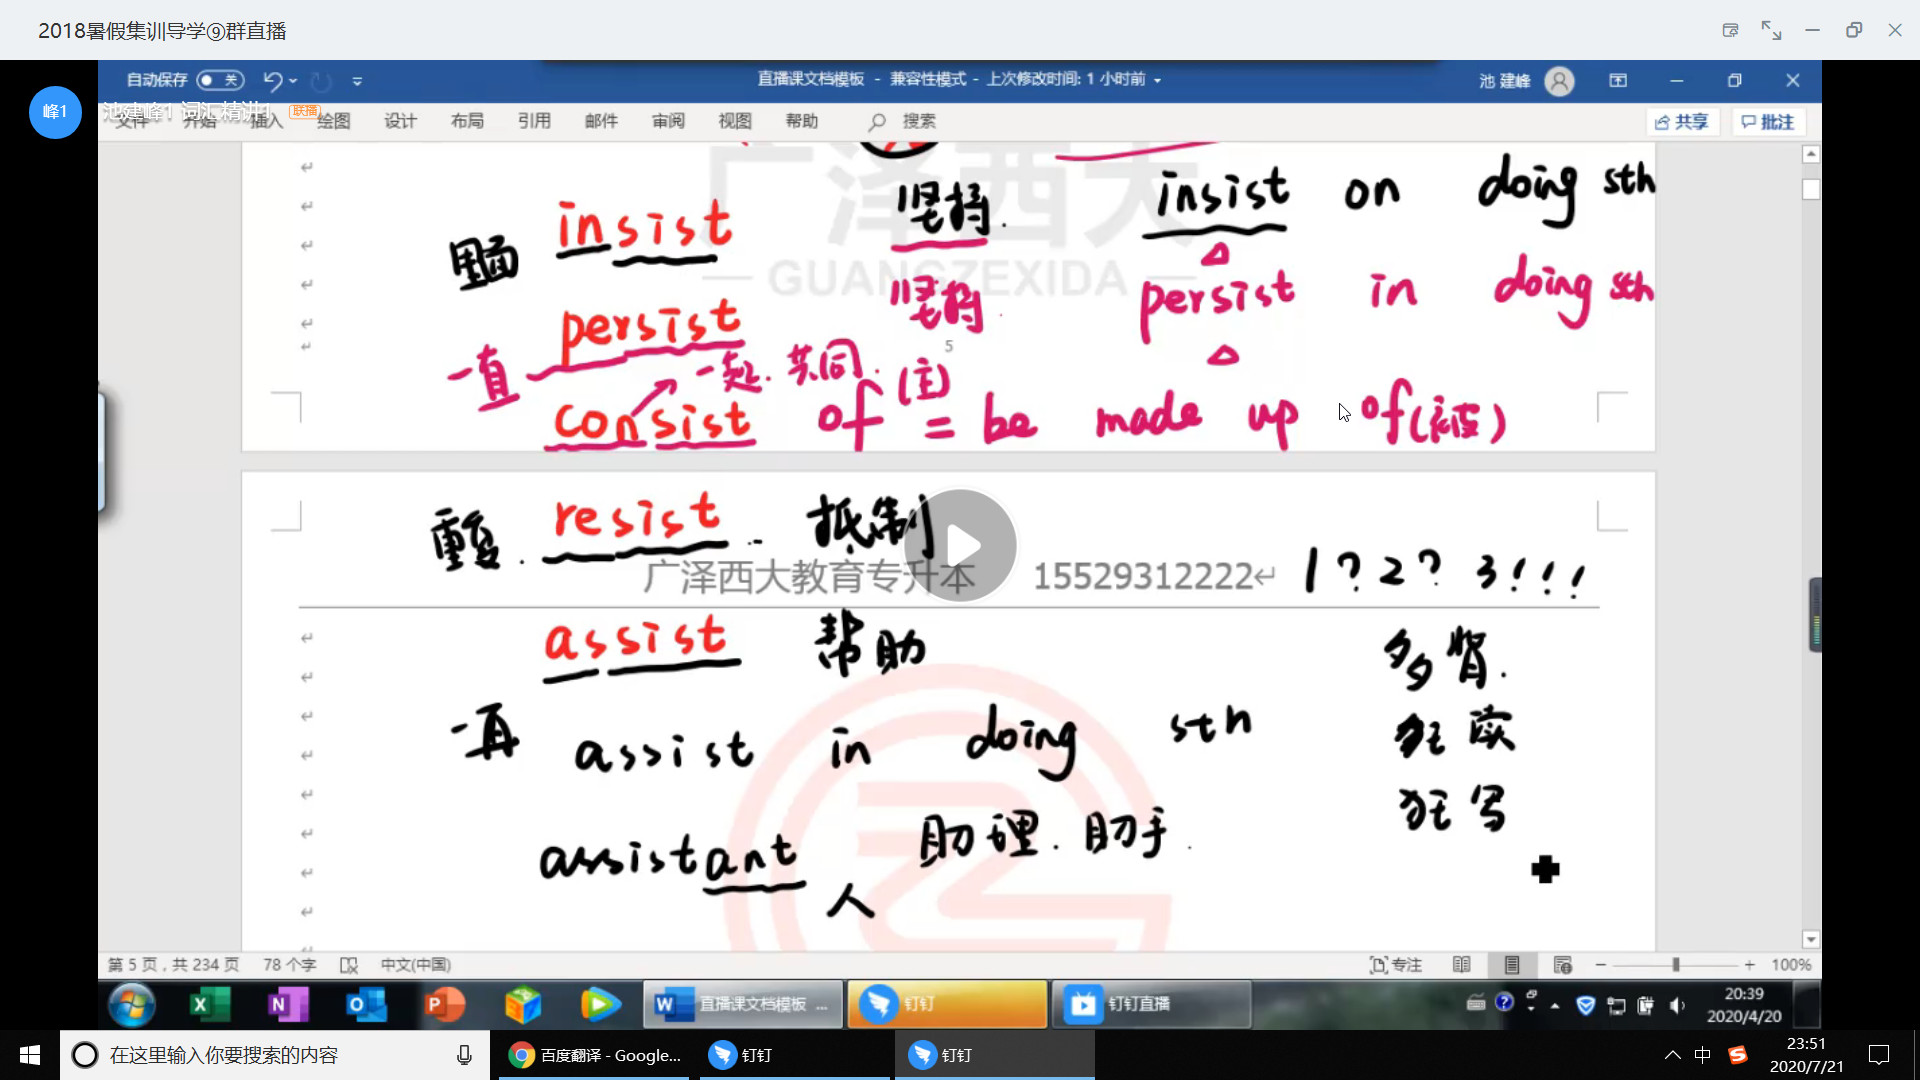 2018暑假集训导学⑨群直播
自动保存 关 直播课文档模板 - 兼容性模式 - 上次修改时间: 1 小时前 池 建峰
峰1 池建峰1 词汇精讲1 联播
文件 开始 插入 绘图 设计 布局 引用 邮件 审阅 视图 帮助 搜索 共享 批注
广泽西大
GUANGZEXIDA
里面 insist 坚持. insist on doing sth
一直 persist 坚持. persist in doing sth
5
一起. 共同.
consist of (主) = be made up of (被)
重复. resist 抵制
广泽西大教育专升本 15529312222 1? 2? 3!!!
assist 帮助 多背.
一再 assist in doing sth 狂读
狂写
assistant 人 助理. 助手.
第 5 页，共 234 页 78 个字 中文(中国) 专注 100%
直播课文档模板 ... 钉钉 钉钉直播 20:39
2020/4/20
在这里输入你要搜索的内容 百度翻译 - Google... 钉钉 钉钉 中 23:51
2020/7/21